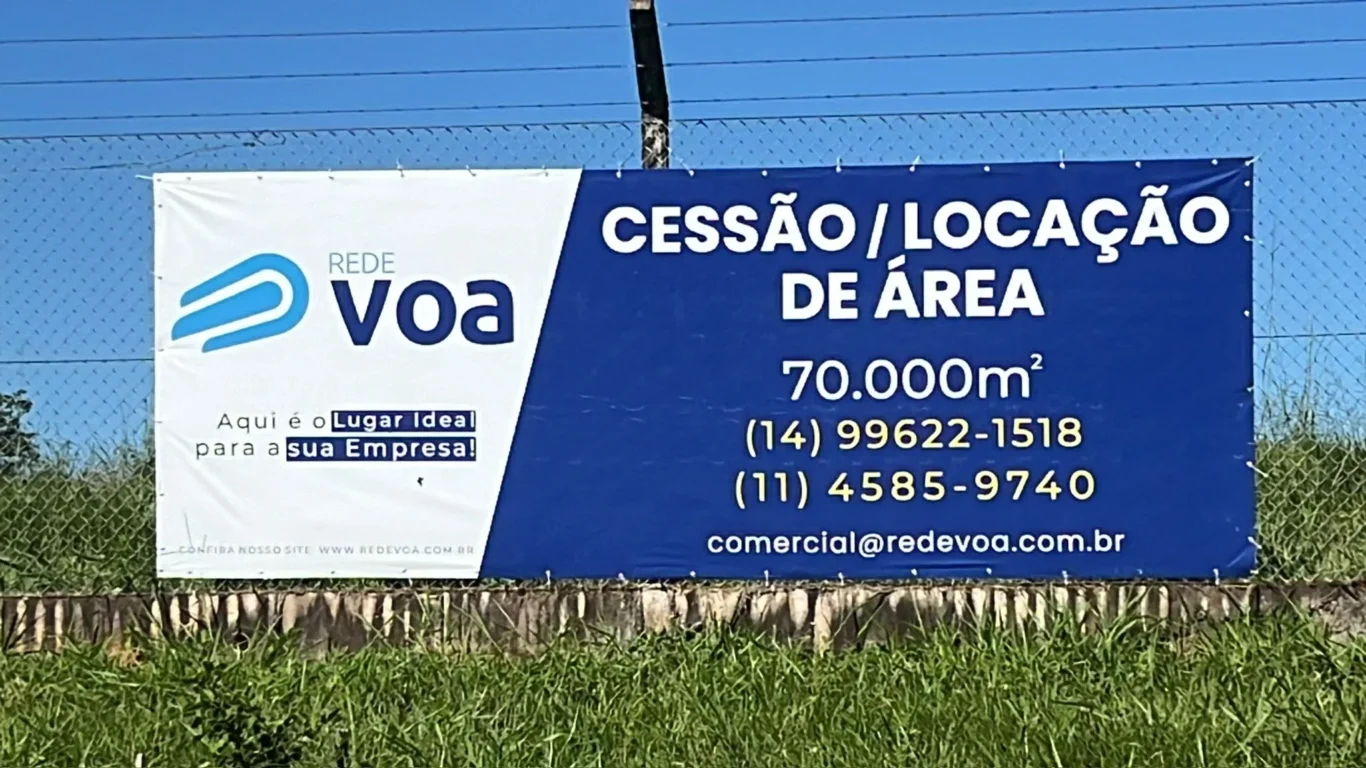 REDE
VOA
Aqui é o Lugar Ideal
para a sua Empresa!
CONFIRA NOSSO SITE: WWW.REDEVOA.COM.BR
CESSÃO / LOCAÇÃO
DE ÁREA
70.000m²
(14) 99622-1518
(11) 4585-9740
comercial@redevoa.com.br